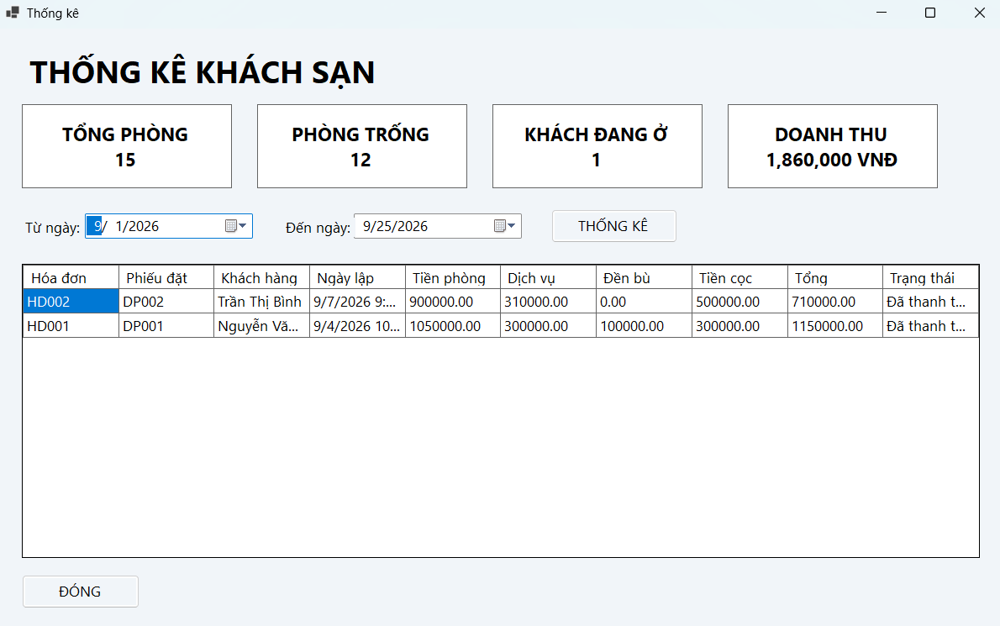 Thống kê
THỐNG KÊ KHÁCH SẠN
TỔNG PHÒNG
15
PHÒNG TRỐNG
12
KHÁCH ĐANG Ở
1
DOANH THU
1,860,000 VNĐ
Từ ngày: 9/ 1/2026 Đến ngày: 9/25/2026 THỐNG KÊ
Hóa đơn Phiếu đặt Khách hàng Ngày lập Tiền phòng Dịch vụ Đền bù Tiền cọc Tổng Trạng thái
HD002 DP002 Trần Thị Bình 9/7/2026 9:... 900000.00 310000.00 0.00 500000.00 710000.00 Đã thanh t...
HD001 DP001 Nguyễn Vă... 9/4/2026 10... 1050000.00 300000.00 100000.00 300000.00 1150000.00 Đã thanh t...
ĐÓNG